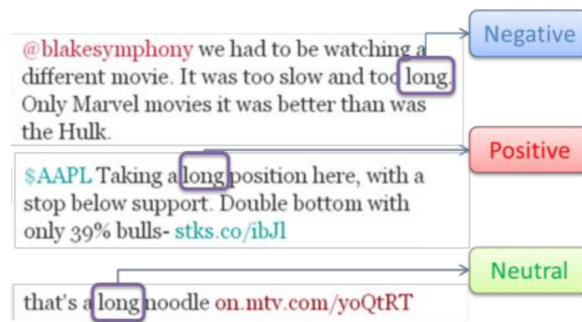 Negative
@blakesymphony we had to be watching a
different movie. It was too slow and too long.
Only Marvel movies it was better than was
the Hulk.
Positive
$AAPL Taking a long position here, with a
stop below support. Double bottom with
only 39% bulls- stks.co/ibJl
Neutral
that's a long noodle on.mtv.com/yoQtRT